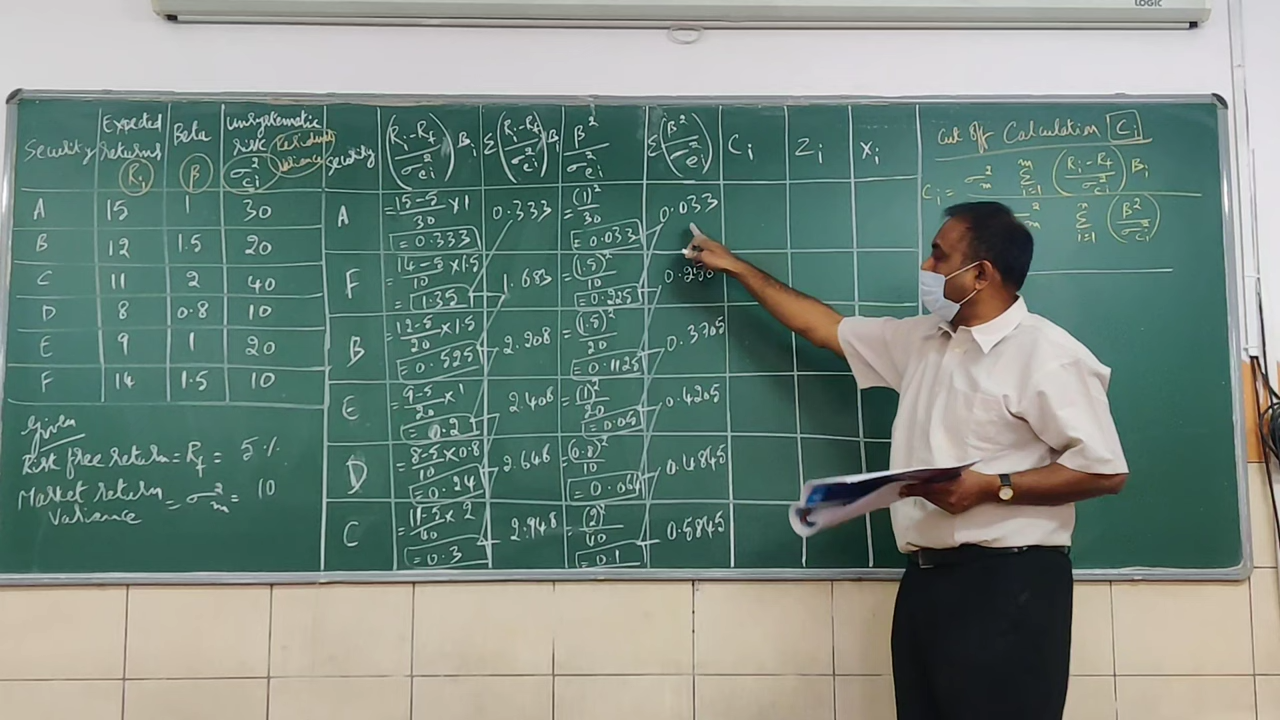 LOGIC
Security Expected returns Ri Beta β Unsystematic risk σ²ei Residual variance
A 15 1 30
B 12 1.5 20
C 11 2 40
D 8 0.8 10
E 9 1 20
F 14 1.5 10
Given
Risk free return = Rf = 5%
Market return Variance = σ²m = 10
Security (Ri-Rf/σ²ei) Bi Σ(Ri-Rf/σ²ei) Bi β²/σ²ei Σ(β²/σ²ei) Ci Zi Xi
A = 15-5/30 × 1 = 0.333 0.333 = (1)²/30 = 0.033 0.033
F = 14-5/10 × 1.5 = 1.35 1.683 = (1.5)²/10 = 0.225 0.258
B = 12-5/20 × 1.5 = 0.525 2.208 = (1.5)²/20 = 0.1125 0.3705
E = 9-5/20 × 1 = 0.2 2.408 = (1)²/20 = 0.05 0.4205
D = 8-5/10 × 0.8 = 0.24 2.648 = (0.8)²/10 = 0.064 0.4845
C = 11-5/40 × 2 = 0.3 2.948 = (2)²/40 = 0.1 0.5845
Cut off Calculation Ci
Ci = σ²m Σ i=1 (Ri-Rf/σ²ei) Bi
Σ i=1 (β²/σ²ei)